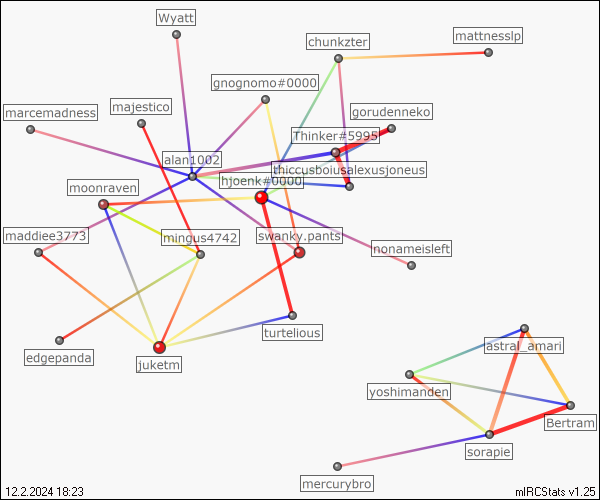 Wyatt
chunkzter
mattnesslp
gnognomo#0000
marcemadness
majestico
gorudenneko
Thinker#5995
alan1002
thiccusboiusalexusjoneus
hjoenk#0000
moonraven
maddiee3773
mingus4742
swanky.pants
nonameisleft
turtelious
edgepanda
juketm
astral_amari
yoshimanden
Bertram
sorapie
mercurybro
12.2.2024 18:23
mIRCStats v1.25